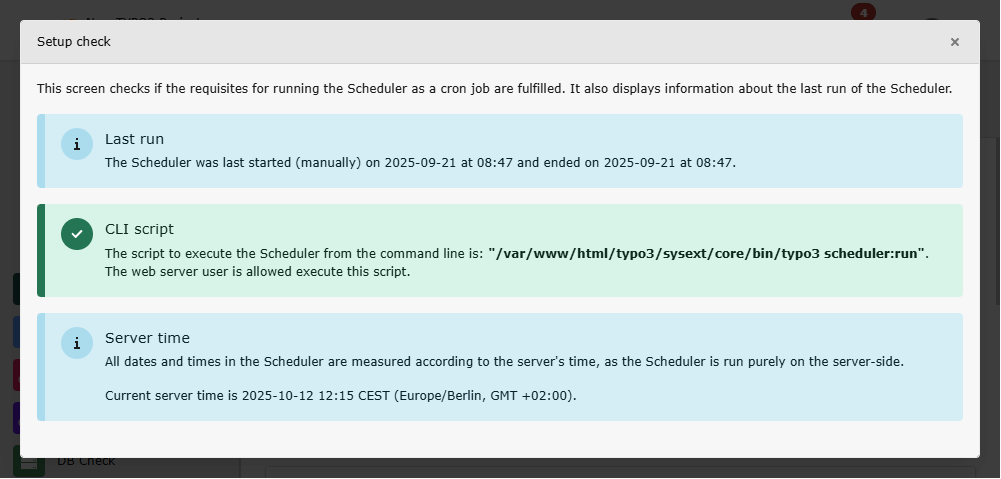 4
Setup check
×
This screen checks if the requisites for running the Scheduler as a cron job are fulfilled. It also displays information about the last run of the Scheduler.
Last run
The Scheduler was last started (manually) on 2025-09-21 at 08:47 and ended on 2025-09-21 at 08:47.
CLI script
The script to execute the Scheduler from the command line is: "/var/www/html/typo3/sysext/core/bin/typo3 scheduler:run".
The web server user is allowed execute this script.
Server time
All dates and times in the Scheduler are measured according to the server's time, as the Scheduler is run purely on the server-side.
Current server time is 2025-10-12 12:15 CEST (Europe/Berlin, GMT +02:00).
DB Check